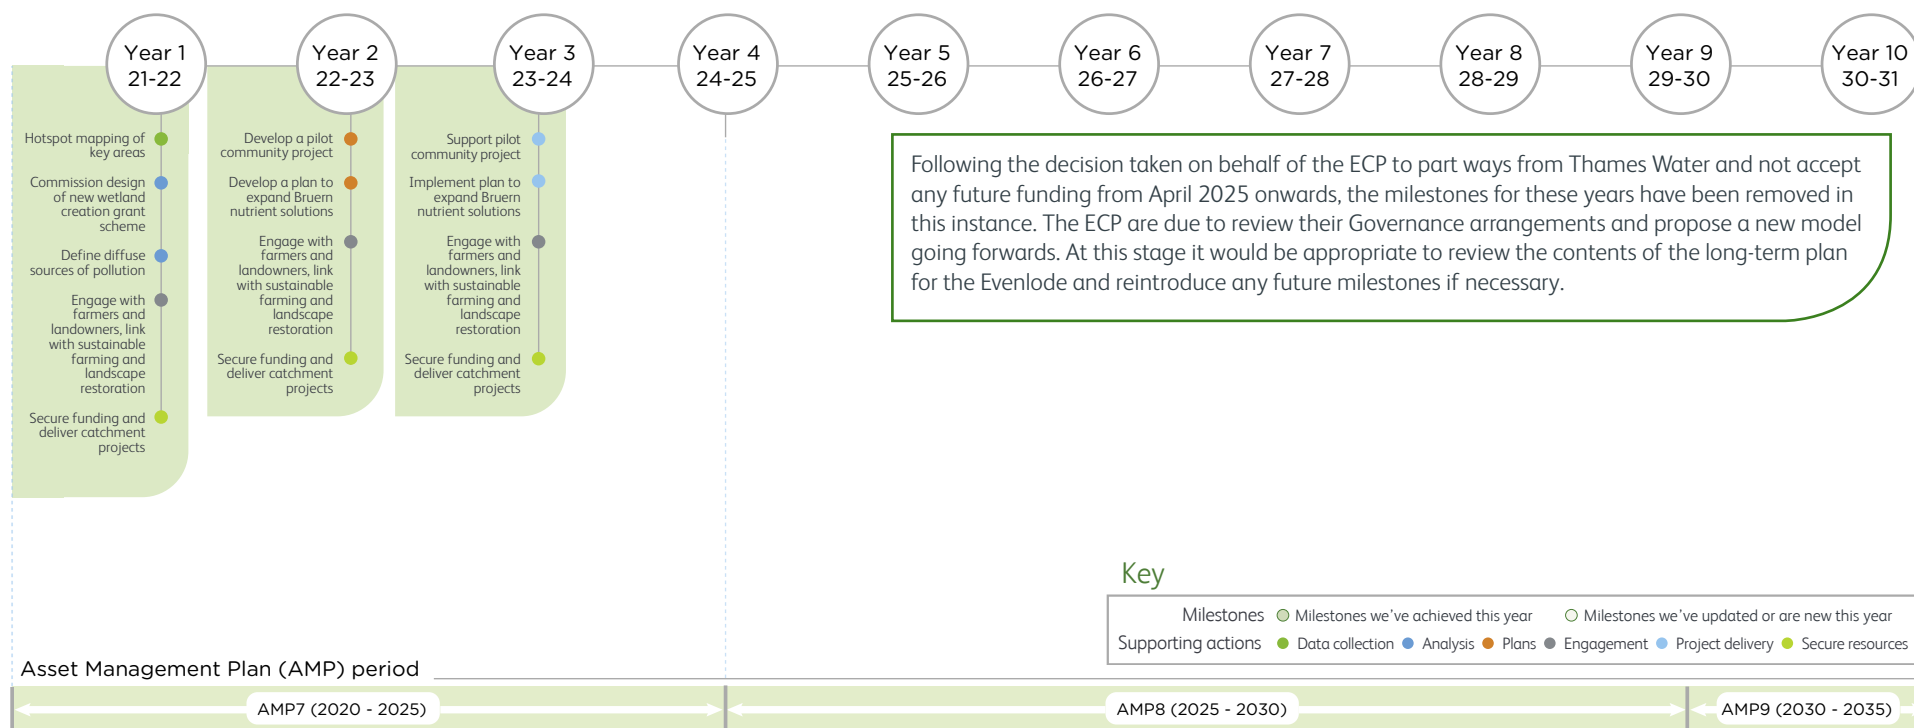 Year 1
21-22
Year 2
22-23
Year 3
23-24
Year 4
24-25
Year 5
25-26
Year 6
26-27
Year 7
27-28
Year 8
28-29
Year 9
29-30
Year 10
30-31
Hotspot mapping of
key areas
Commission design
of new wetland
creation grant
scheme
Define diffuse
sources of pollution
Engage with
farmers and
landowners, link
with sustainable
farming and
landscape
restoration
Secure funding and
deliver catchment
projects
Develop a pilot
community project
Develop a plan to
expand Bruern
nutrient solutions
Engage with
farmers and
landowners, link
with sustainable
farming and
landscape
restoration
Secure funding and
deliver catchment
projects
Support pilot
community project
Implement plan to
expand Bruern
nutrient solutions
Engage with
farmers and
landowners, link
with sustainable
farming and
landscape
restoration
Secure funding and
deliver catchment
projects
Following the decision taken on behalf of the ECP to part ways from Thames Water and not accept
any future funding from April 2025 onwards, the milestones for these years have been removed in
this instance. The ECP are due to review their Governance arrangements and propose a new model
going forwards. At this stage it would be appropriate to review the contents of the long-term plan
for the Evenlode and reintroduce any future milestones if necessary.
Key
Milestones Milestones we've achieved this year Milestones we've updated or are new this year
Supporting actions Data collection Analysis Plans Engagement Project delivery Secure resources
Asset Management Plan (AMP) period
AMP7 (2020 - 2025)
AMP8 (2025 - 2030)
AMP9 (2030 - 2035)